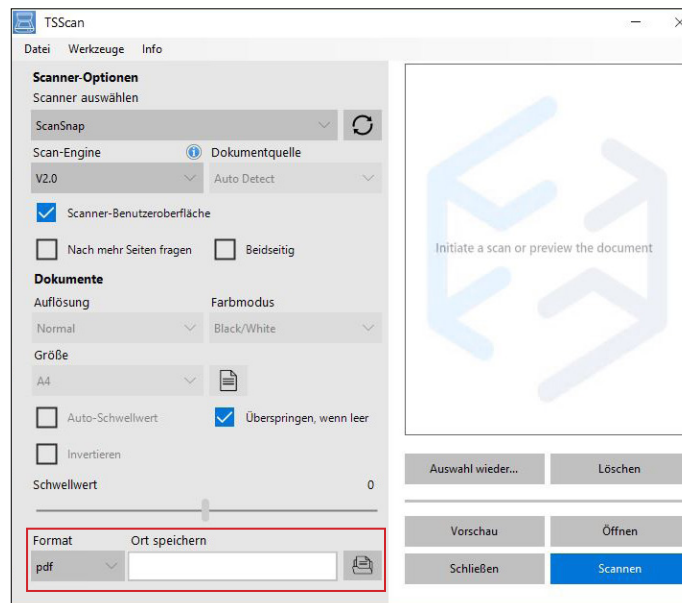 TSScan
Datei Werkzeuge Info
Scanner-Optionen
Scanner auswählen
ScanSnap
Scan-Engine Dokumentquelle
V2.0 Auto Detect
Scanner-Benutzeroberfläche
Nach mehr Seiten fragen Beidseitig
Dokumente
Auflösung Farbmodus
Normal Black/White
Größe
A4
Auto-Schwellwert Überspringen, wenn leer
Invertieren
Schwellwert 0
Format Ort speichern
pdf
Initiate a scan or preview the document
Auswahl wieder... Löschen
Vorschau Öffnen
Schließen Scannen